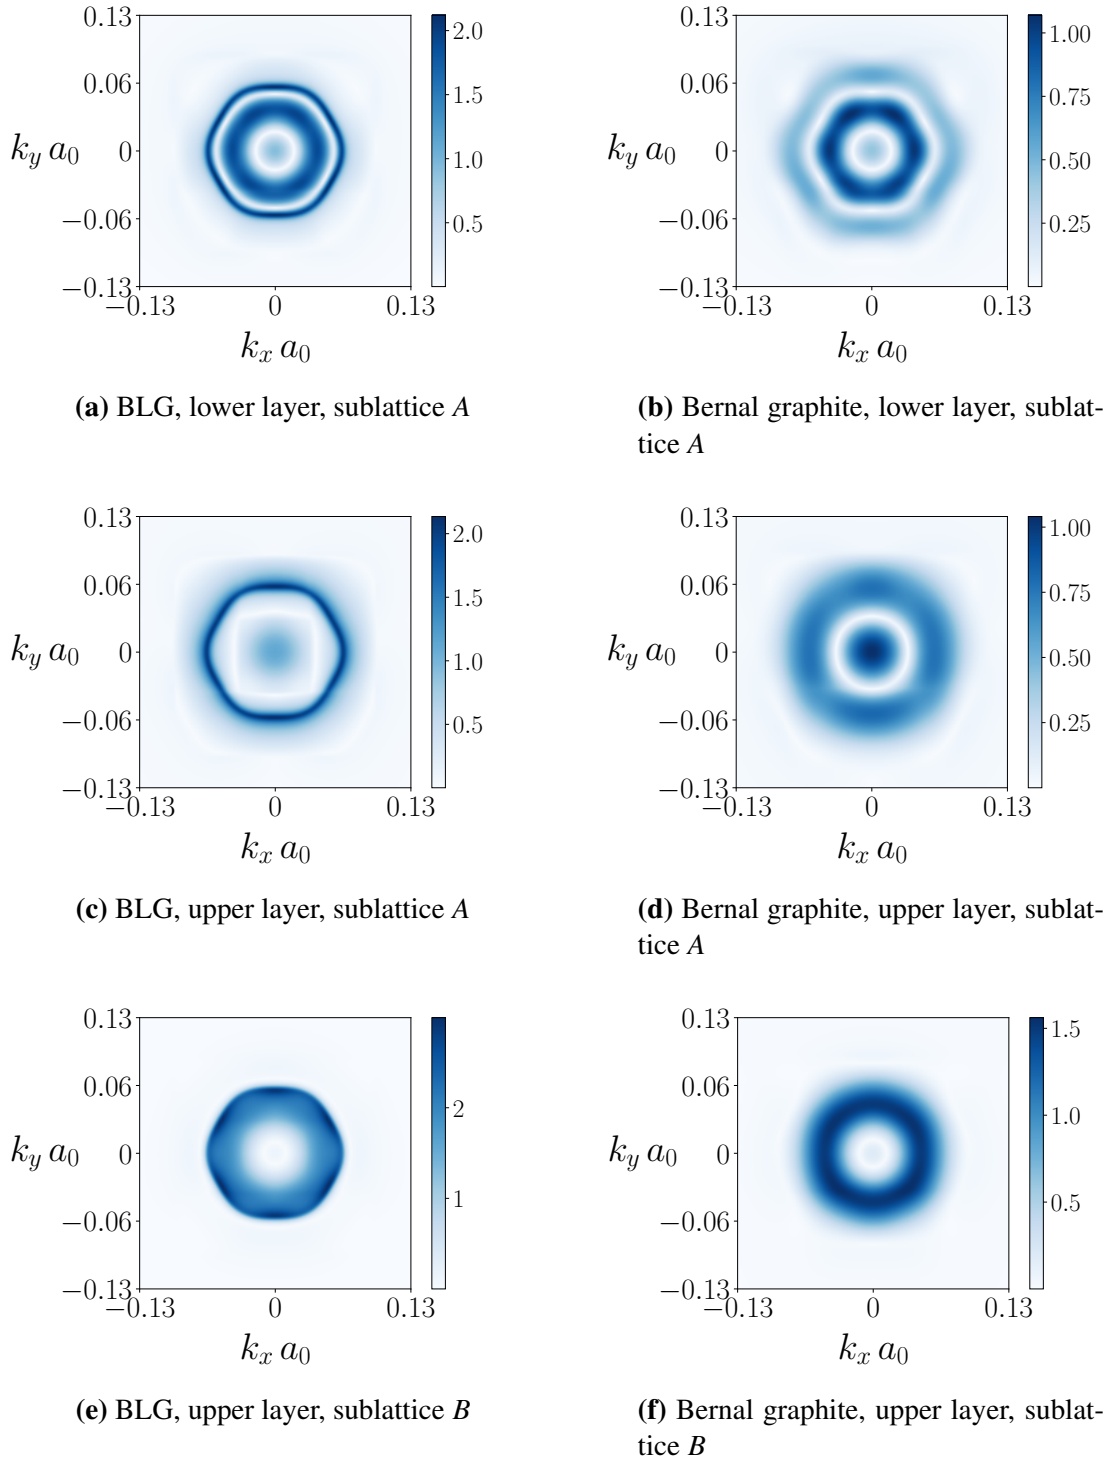 0.13
0.06
k_y a_0 0
−0.06
−0.13
−0.13 0 0.13
k_x a_0
2.0
1.5
1.0
0.5
(a) BLG, lower layer, sublattice A
0.13
0.06
k_y a_0 0
−0.06
−0.13
−0.13 0 0.13
k_x a_0
1.00
0.75
0.50
0.25
(b) Bernal graphite, lower layer, sublat-
tice A
0.13
0.06
k_y a_0 0
−0.06
−0.13
−0.13 0 0.13
k_x a_0
2.0
1.5
1.0
0.5
(c) BLG, upper layer, sublattice A
0.13
0.06
k_y a_0 0
−0.06
−0.13
−0.13 0 0.13
k_x a_0
1.00
0.75
0.50
0.25
(d) Bernal graphite, upper layer, sublat-
tice A
0.13
0.06
k_y a_0 0
−0.06
−0.13
−0.13 0 0.13
k_x a_0
2
1
(e) BLG, upper layer, sublattice B
0.13
0.06
k_y a_0 0
−0.06
−0.13
−0.13 0 0.13
k_x a_0
1.5
1.0
0.5
(f) Bernal graphite, upper layer, sublat-
tice B